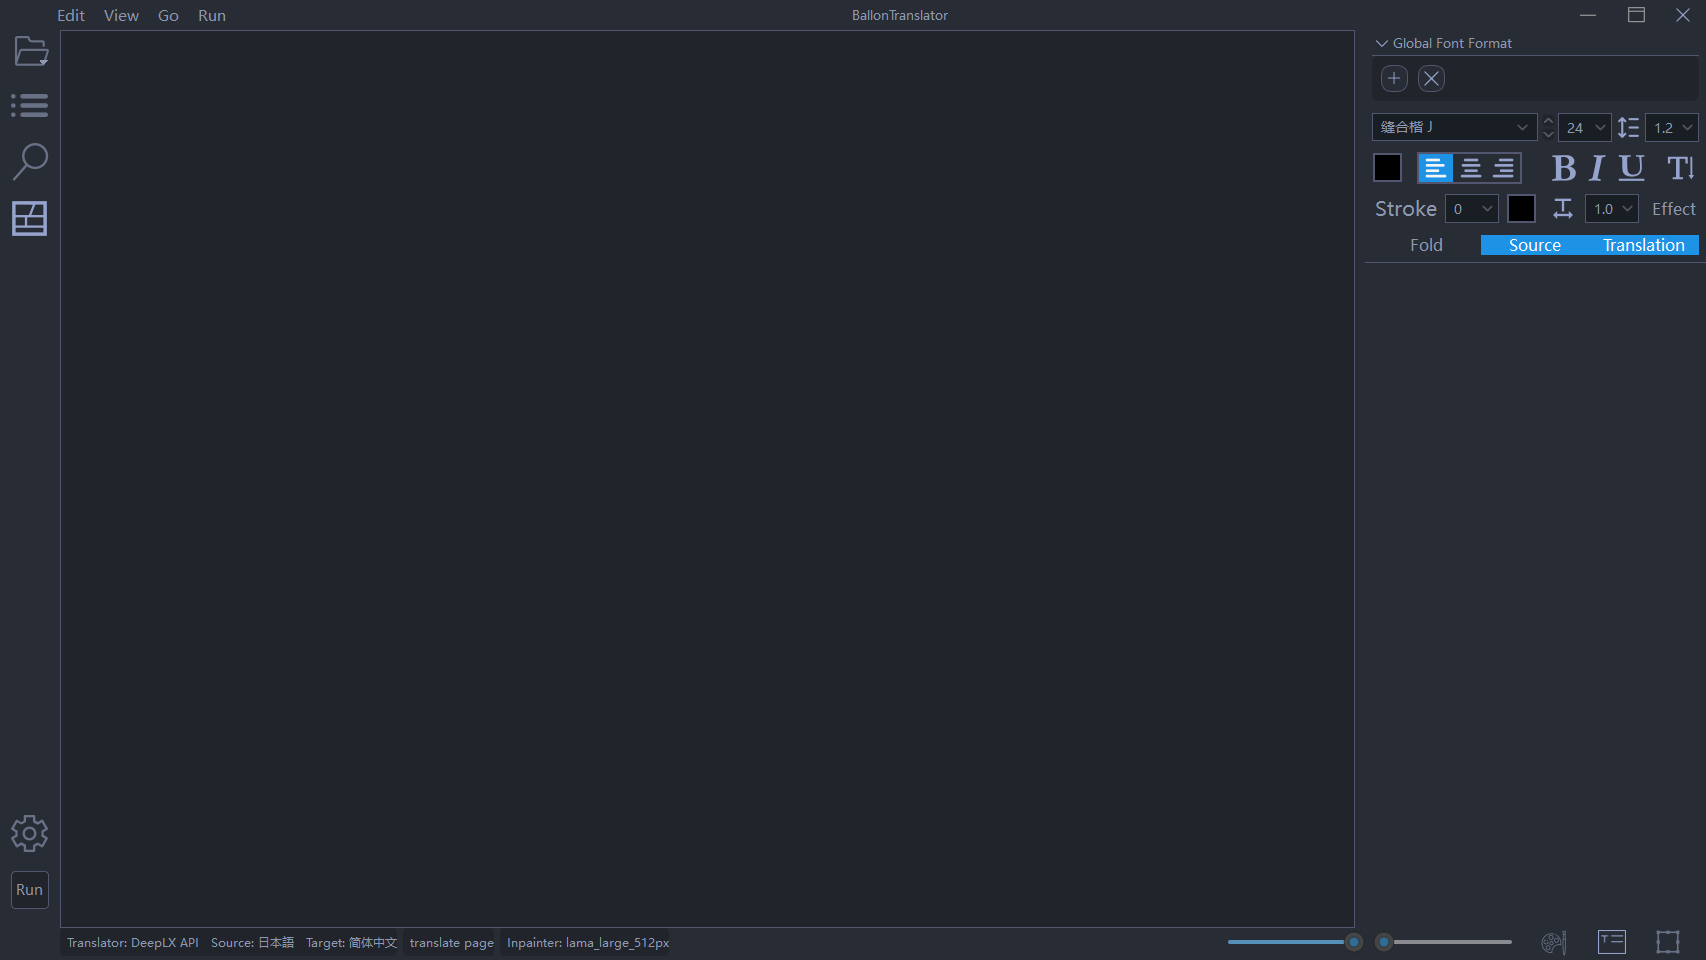 Edit View Go Run
BallonTranslator
Global Font Format
缝合楷 J 24 1.2
B I U T
Stroke 0 1.0 Effect
Fold Source Translation
Run
Translator: DeepLX API Source: 日本語 Target: 简体中文 translate page Inpainter: lama_large_512px